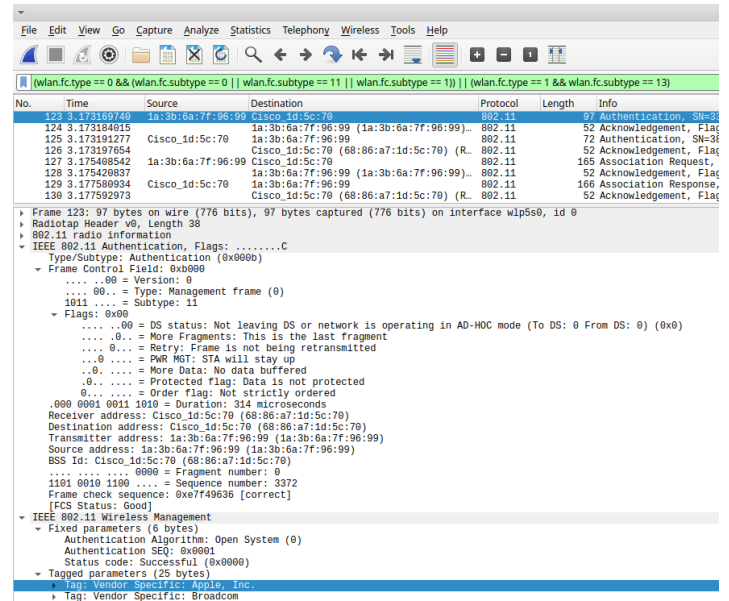 File Edit View Go Capture Analyze Statistics Telephony Wireless Tools Help
(wlan.fc.type == 0 && (wlan.fc.subtype == 0 || wlan.fc.subtype == 11 || wlan.fc.subtype == 1)) || (wlan.fc.type == 1 && wlan.fc.subtype == 13)
No. Time Source Destination Protocol Length Info
123 3.173169740 1a:3b:6a:7f:96:99 Cisco_1d:5c:70 802.11 97 Authentication, SN=33
124 3.173184015 1a:3b:6a:7f:96:99 (1a:3b:6a:7f:96:99)… 802.11 52 Acknowledgement, Flag
125 3.173191277 Cisco_1d:5c:70 1a:3b:6a:7f:96:99 802.11 72 Authentication, SN=38
126 3.173197654 Cisco_1d:5c:70 (68:86:a7:1d:5c:70) (R… 802.11 52 Acknowledgement, Flag
127 3.175408542 1a:3b:6a:7f:96:99 Cisco_1d:5c:70 802.11 165 Association Request,
128 3.175420837 1a:3b:6a:7f:96:99 (1a:3b:6a:7f:96:99)… 802.11 52 Acknowledgement, Flag
129 3.177580934 Cisco_1d:5c:70 1a:3b:6a:7f:96:99 802.11 166 Association Response,
130 3.177592973 Cisco_1d:5c:70 (68:86:a7:1d:5c:70) (R… 802.11 52 Acknowledgement, Flag
Frame 123: 97 bytes on wire (776 bits), 97 bytes captured (776 bits) on interface wlp5s0, id 0
Radiotap Header v0, Length 38
802.11 radio information
IEEE 802.11 Authentication, Flags: ........C
Type/Subtype: Authentication (0x000b)
Frame Control Field: 0xb000
.... ..00 = Version: 0
.... 00.. = Type: Management frame (0)
1011 .... = Subtype: 11
Flags: 0x00
.... ..00 = DS status: Not leaving DS or network is operating in AD-HOC mode (To DS: 0 From DS: 0) (0x0)
.... .0.. = More Fragments: This is the last fragment
.... 0... = Retry: Frame is not being retransmitted
...0 .... = PWR MGT: STA will stay up
..0. .... = More Data: No data buffered
.0.. .... = Protected flag: Data is not protected
0... .... = Order flag: Not strictly ordered
.000 0001 0011 1010 = Duration: 314 microseconds
Receiver address: Cisco_1d:5c:70 (68:86:a7:1d:5c:70)
Destination address: Cisco_1d:5c:70 (68:86:a7:1d:5c:70)
Transmitter address: 1a:3b:6a:7f:96:99 (1a:3b:6a:7f:96:99)
Source address: 1a:3b:6a:7f:96:99 (1a:3b:6a:7f:96:99)
BSS Id: Cisco_1d:5c:70 (68:86:a7:1d:5c:70)
.... .... .... 0000 = Fragment number: 0
1101 0010 1100 .... = Sequence number: 3372
Frame check sequence: 0xe7f49636 [correct]
[FCS Status: Good]
IEEE 802.11 Wireless Management
Fixed parameters (6 bytes)
Authentication Algorithm: Open System (0)
Authentication SEQ: 0x0001
Status code: Successful (0x0000)
Tagged parameters (25 bytes)
Tag: Vendor Specific: Apple, Inc.
Tag: Vendor Specific: Broadcom